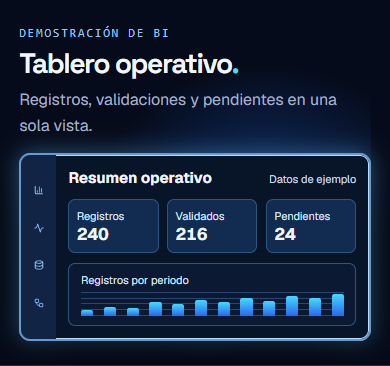 DEMOSTRACIÓN DE BI
Tablero operativo.
Registros, validaciones y pendientes en una
sola vista.
Resumen operativo
Datos de ejemplo
Registros
240
Validados
216
Pendientes
24
Registros por periodo